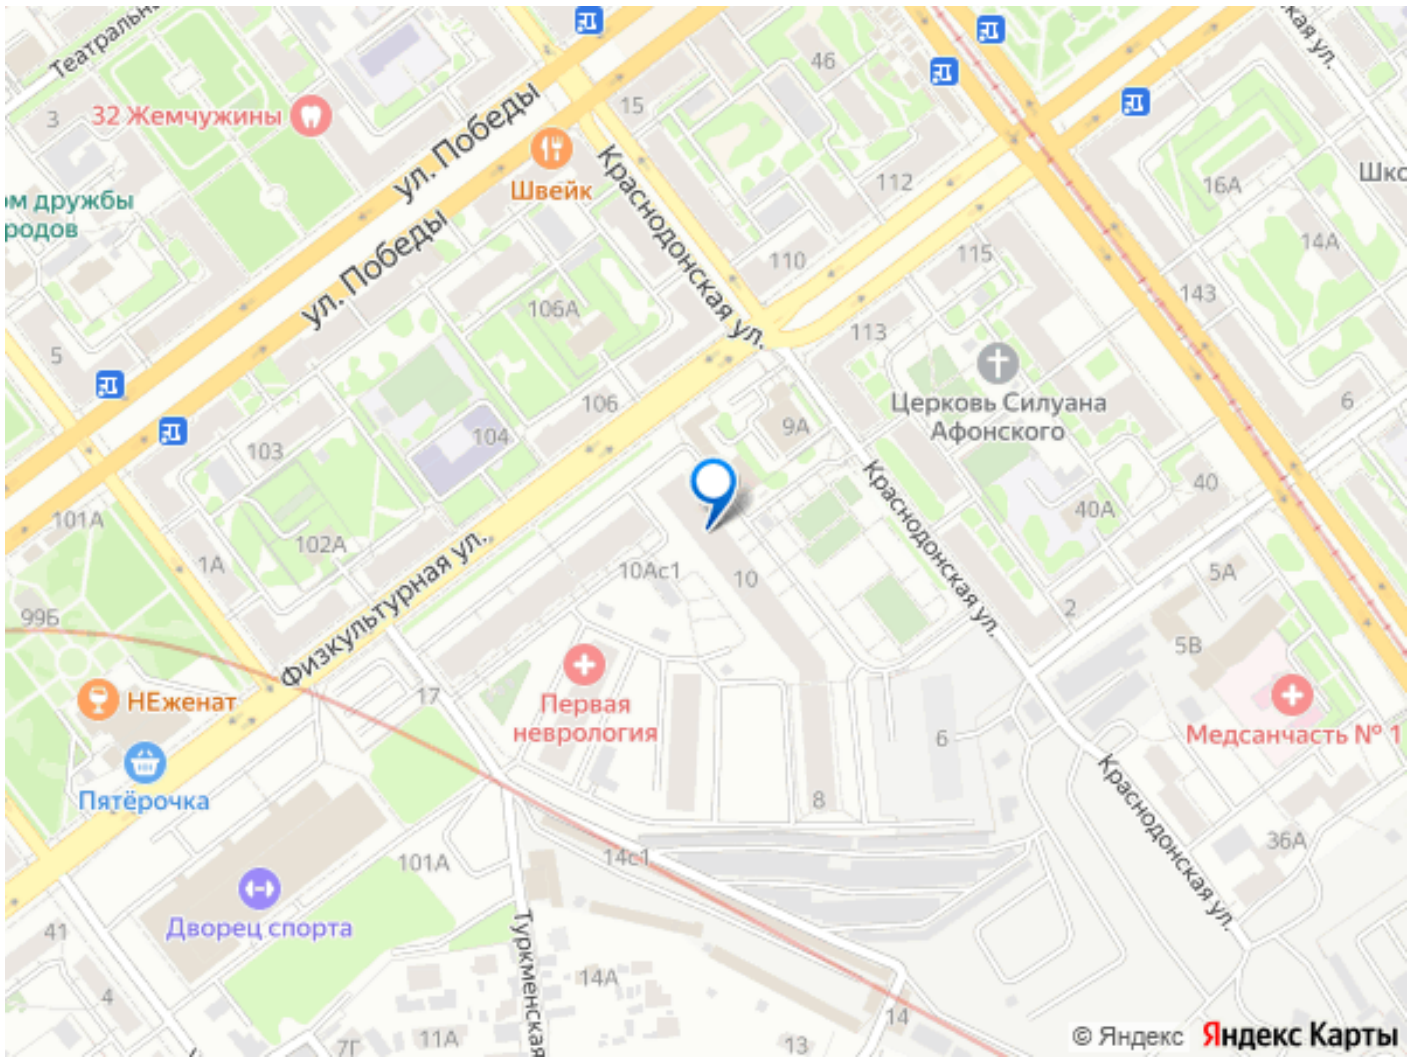 Театральн
кая ул.
46
15
3
32 Жемчужины
ул. Победы
Швейк
Краснодонская ул.
112
16А
Шко
ом дружбы
родов
ул. Победы
110
115
14А
106А
143
113
5
Церковь Силуана
Афонского
106
6
9А
104
103
Краснодонская ул.
40
40А
101А
102А
1А
Физкультурная ул.
10Ас1
10
5А
2
99Б
5В
НЕженат
17
Первая
неврология
6
Медсанчасть № 1
Пятёрочка
8
Краснодонская ул.
36А
101А
14с1
Дворец спорта
41
Туркменская
14А
4
14
11А
7Г
13
© Яндекс Яндекс Карты